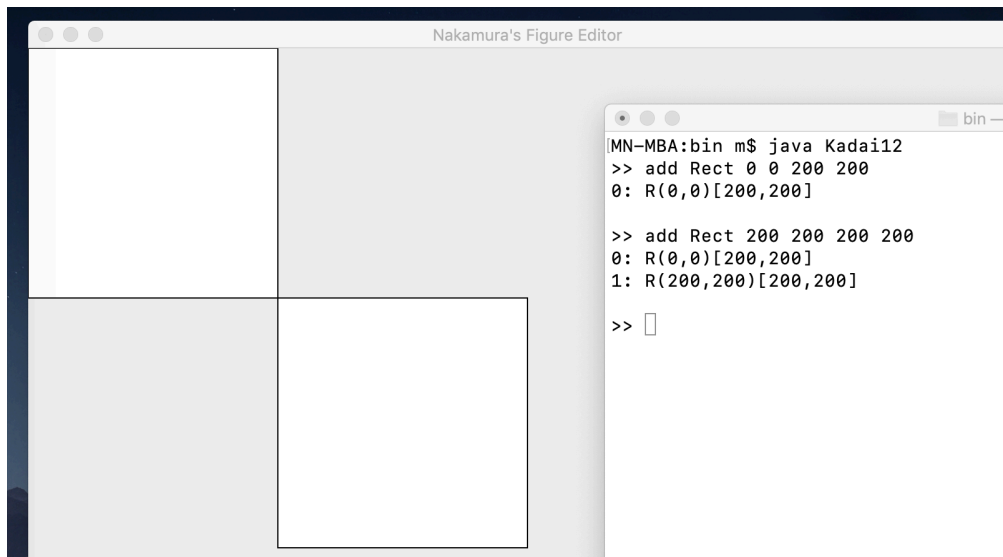 Nakamura's Figure Editor
bin —
[MN-MBA:bin m$ java Kadai12
>> add Rect 0 0 200 200
0: R(0,0)[200,200]
>> add Rect 200 200 200 200
0: R(0,0)[200,200]
1: R(200,200)[200,200]
>>